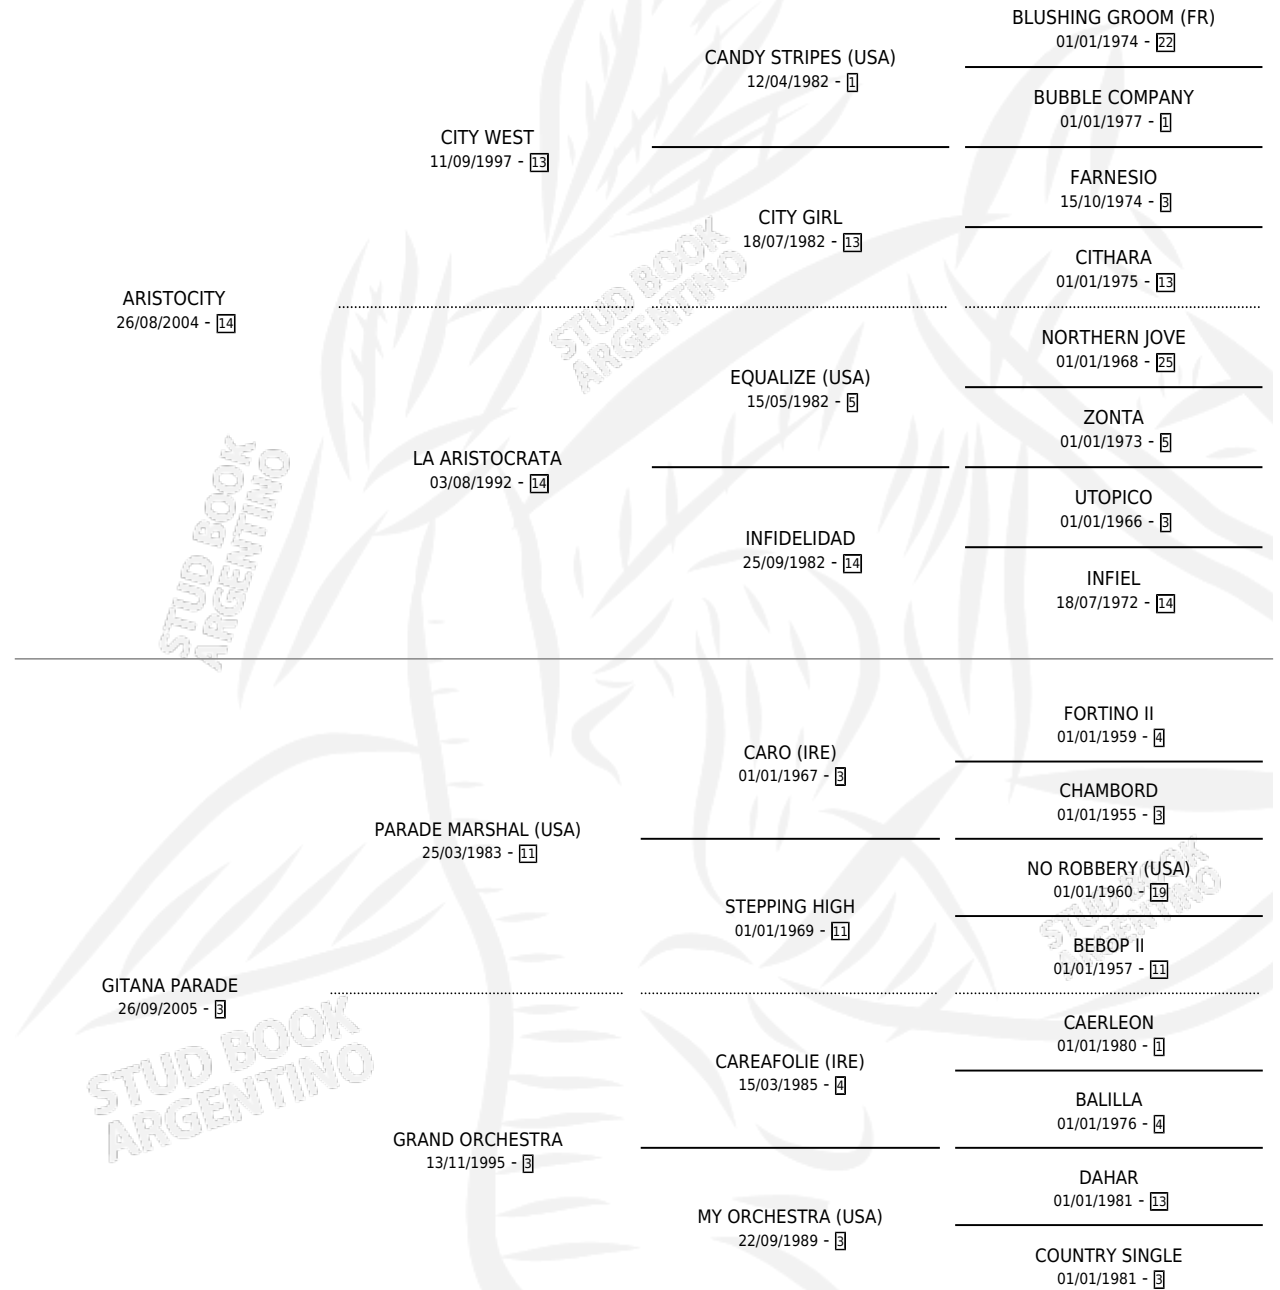 BLUSHING GROOM (FR)
01/01/1974 - 22
CANDY STRIPES (USA)
12/04/1982 - 1
BUBBLE COMPANY
01/01/1977 - 1
CITY WEST
11/09/1997 - 13
FARNESIO
15/10/1974 - 3
CITY GIRL
18/07/1982 - 13
CITHARA
01/01/1975 - 13
ARISTOCITY
26/08/2004 - 14
NORTHERN JOVE
01/01/1968 - 25
EQUALIZE (USA)
15/05/1982 - 5
ZONTA
01/01/1973 - 5
LA ARISTOCRATA
03/08/1992 - 14
UTOPICO
01/01/1966 - 3
INFIDELIDAD
25/09/1982 - 14
INFIEL
18/07/1972 - 14
STUD BOOK
ARGENTINO
STUD BOOK
ARGENTINO
FORTINO II
01/01/1959 - 4
CARO (IRE)
01/01/1967 - 3
CHAMBORD
01/01/1955 - 3
PARADE MARSHAL (USA)
25/03/1983 - 11
NO ROBBERY (USA)
01/01/1960 - 19
STEPPING HIGH
01/01/1969 - 11
BEBOP II
01/01/1957 - 11
GITANA PARADE
26/09/2005 - 3
CAERLEON
01/01/1980 - 1
CAREAFOLIE (IRE)
15/03/1985 - 4
BALILLA
01/01/1976 - 4
GRAND ORCHESTRA
13/11/1995 - 3
DAHAR
01/01/1981 - 13
MY ORCHESTRA (USA)
22/09/1989 - 3
COUNTRY SINGLE
01/01/1981 - 3
STUD BOOK
ARGENTINO
STUD BOOK
ARGENTINO